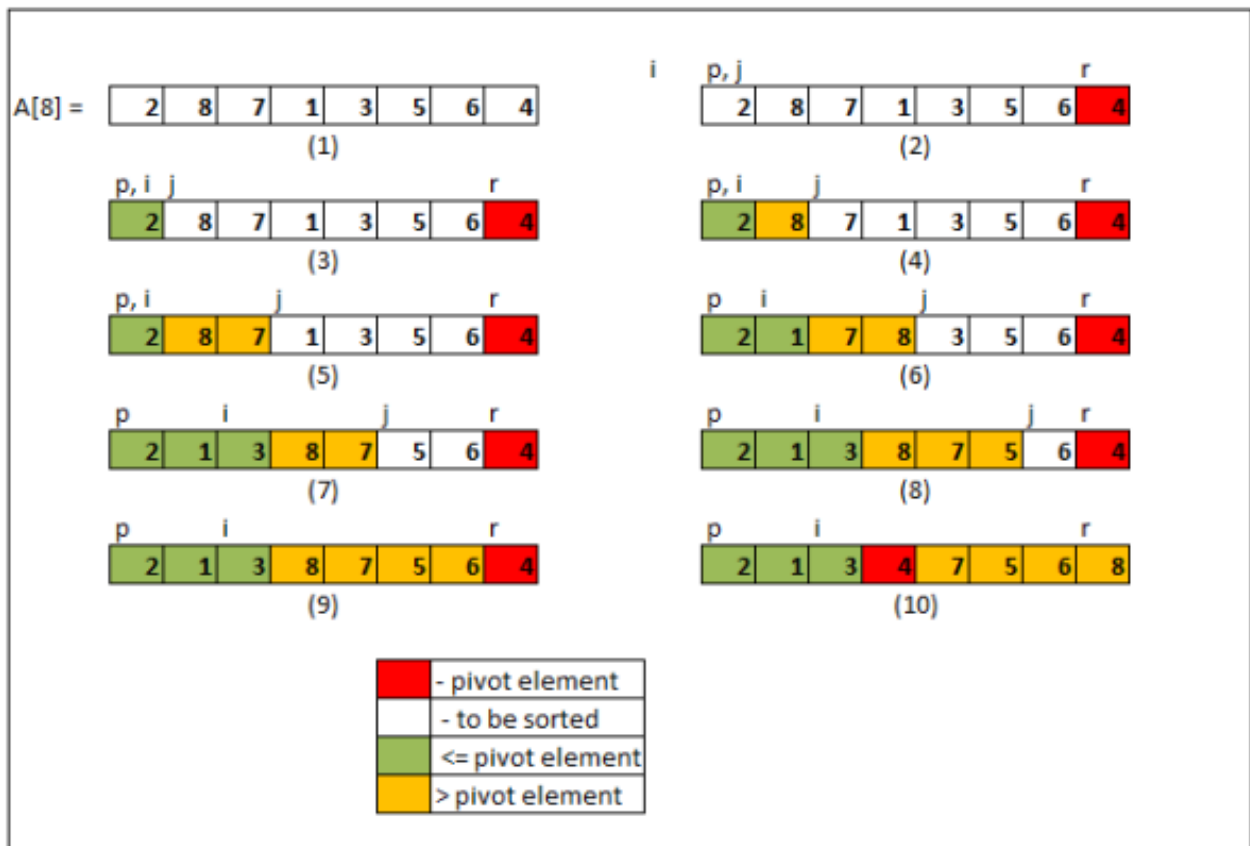 i p, j r
A[8] = 2 8 7 1 3 5 6 4 2 8 7 1 3 5 6 4
(1) (2)
p, i j r p, i j r
2 8 7 1 3 5 6 4 2 8 7 1 3 5 6 4
(3) (4)
p, i j r p i j r
2 8 7 1 3 5 6 4 2 1 7 8 3 5 6 4
(5) (6)
p i j r p i j r
2 1 3 8 7 5 6 4 2 1 3 8 7 5 6 4
(7) (8)
p i r p i r
2 1 3 8 7 5 6 4 2 1 3 4 7 5 6 8
(9) (10)
- pivot element
- to be sorted
<= pivot element
> pivot element